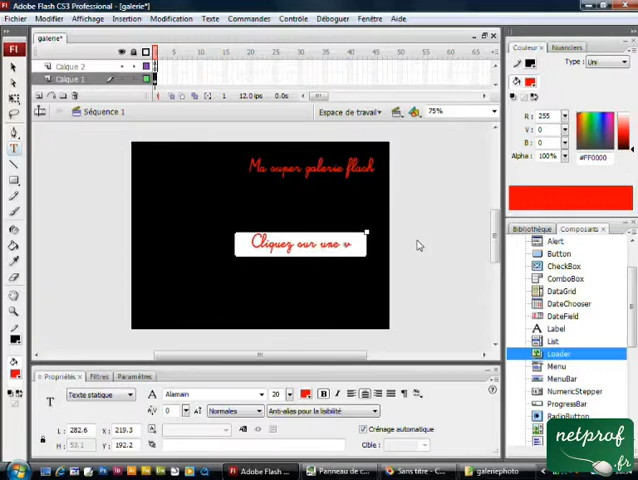 Adobe Flash CS3 Professional - [galerie*]
Fichier Modifier Affichage Insertion Modification Texte Commandes Contrôle Déboguer Fenêtre Aide
galerie*
Calque 2
Calque 1
5 10 15 20 25 30 35 40 45 50 55 60 65
1 12.0 ips 0.0s
Séquence 1
Espace de travail
75%
Ma super galerie flash
Cliquez sur une v
Couleur Nuanciers
Type : Uni
R : 255
V : 0
B : 0
Alpha : 100%
#FF0000
Bibliothèque Composants
Alert
Button
CheckBox
ComboBox
DataGrid
DateChooser
DateField
Label
List
Loader
Menu
MenuBar
NumericStepper
ProgressBar
RadioButton
Propriétés Filtres Paramètres
Texte statique
A Alamain 20
0 Normales Anti-alias pour la lisibilité
L : 282.6 X : 219.3
H : 53.1 Y : 192.2
Crénage automatique
Cible :
Adobe Flash CS3 ...
Panneau de c...
Sans titre - ...
galeriephoto
netprof
.fr